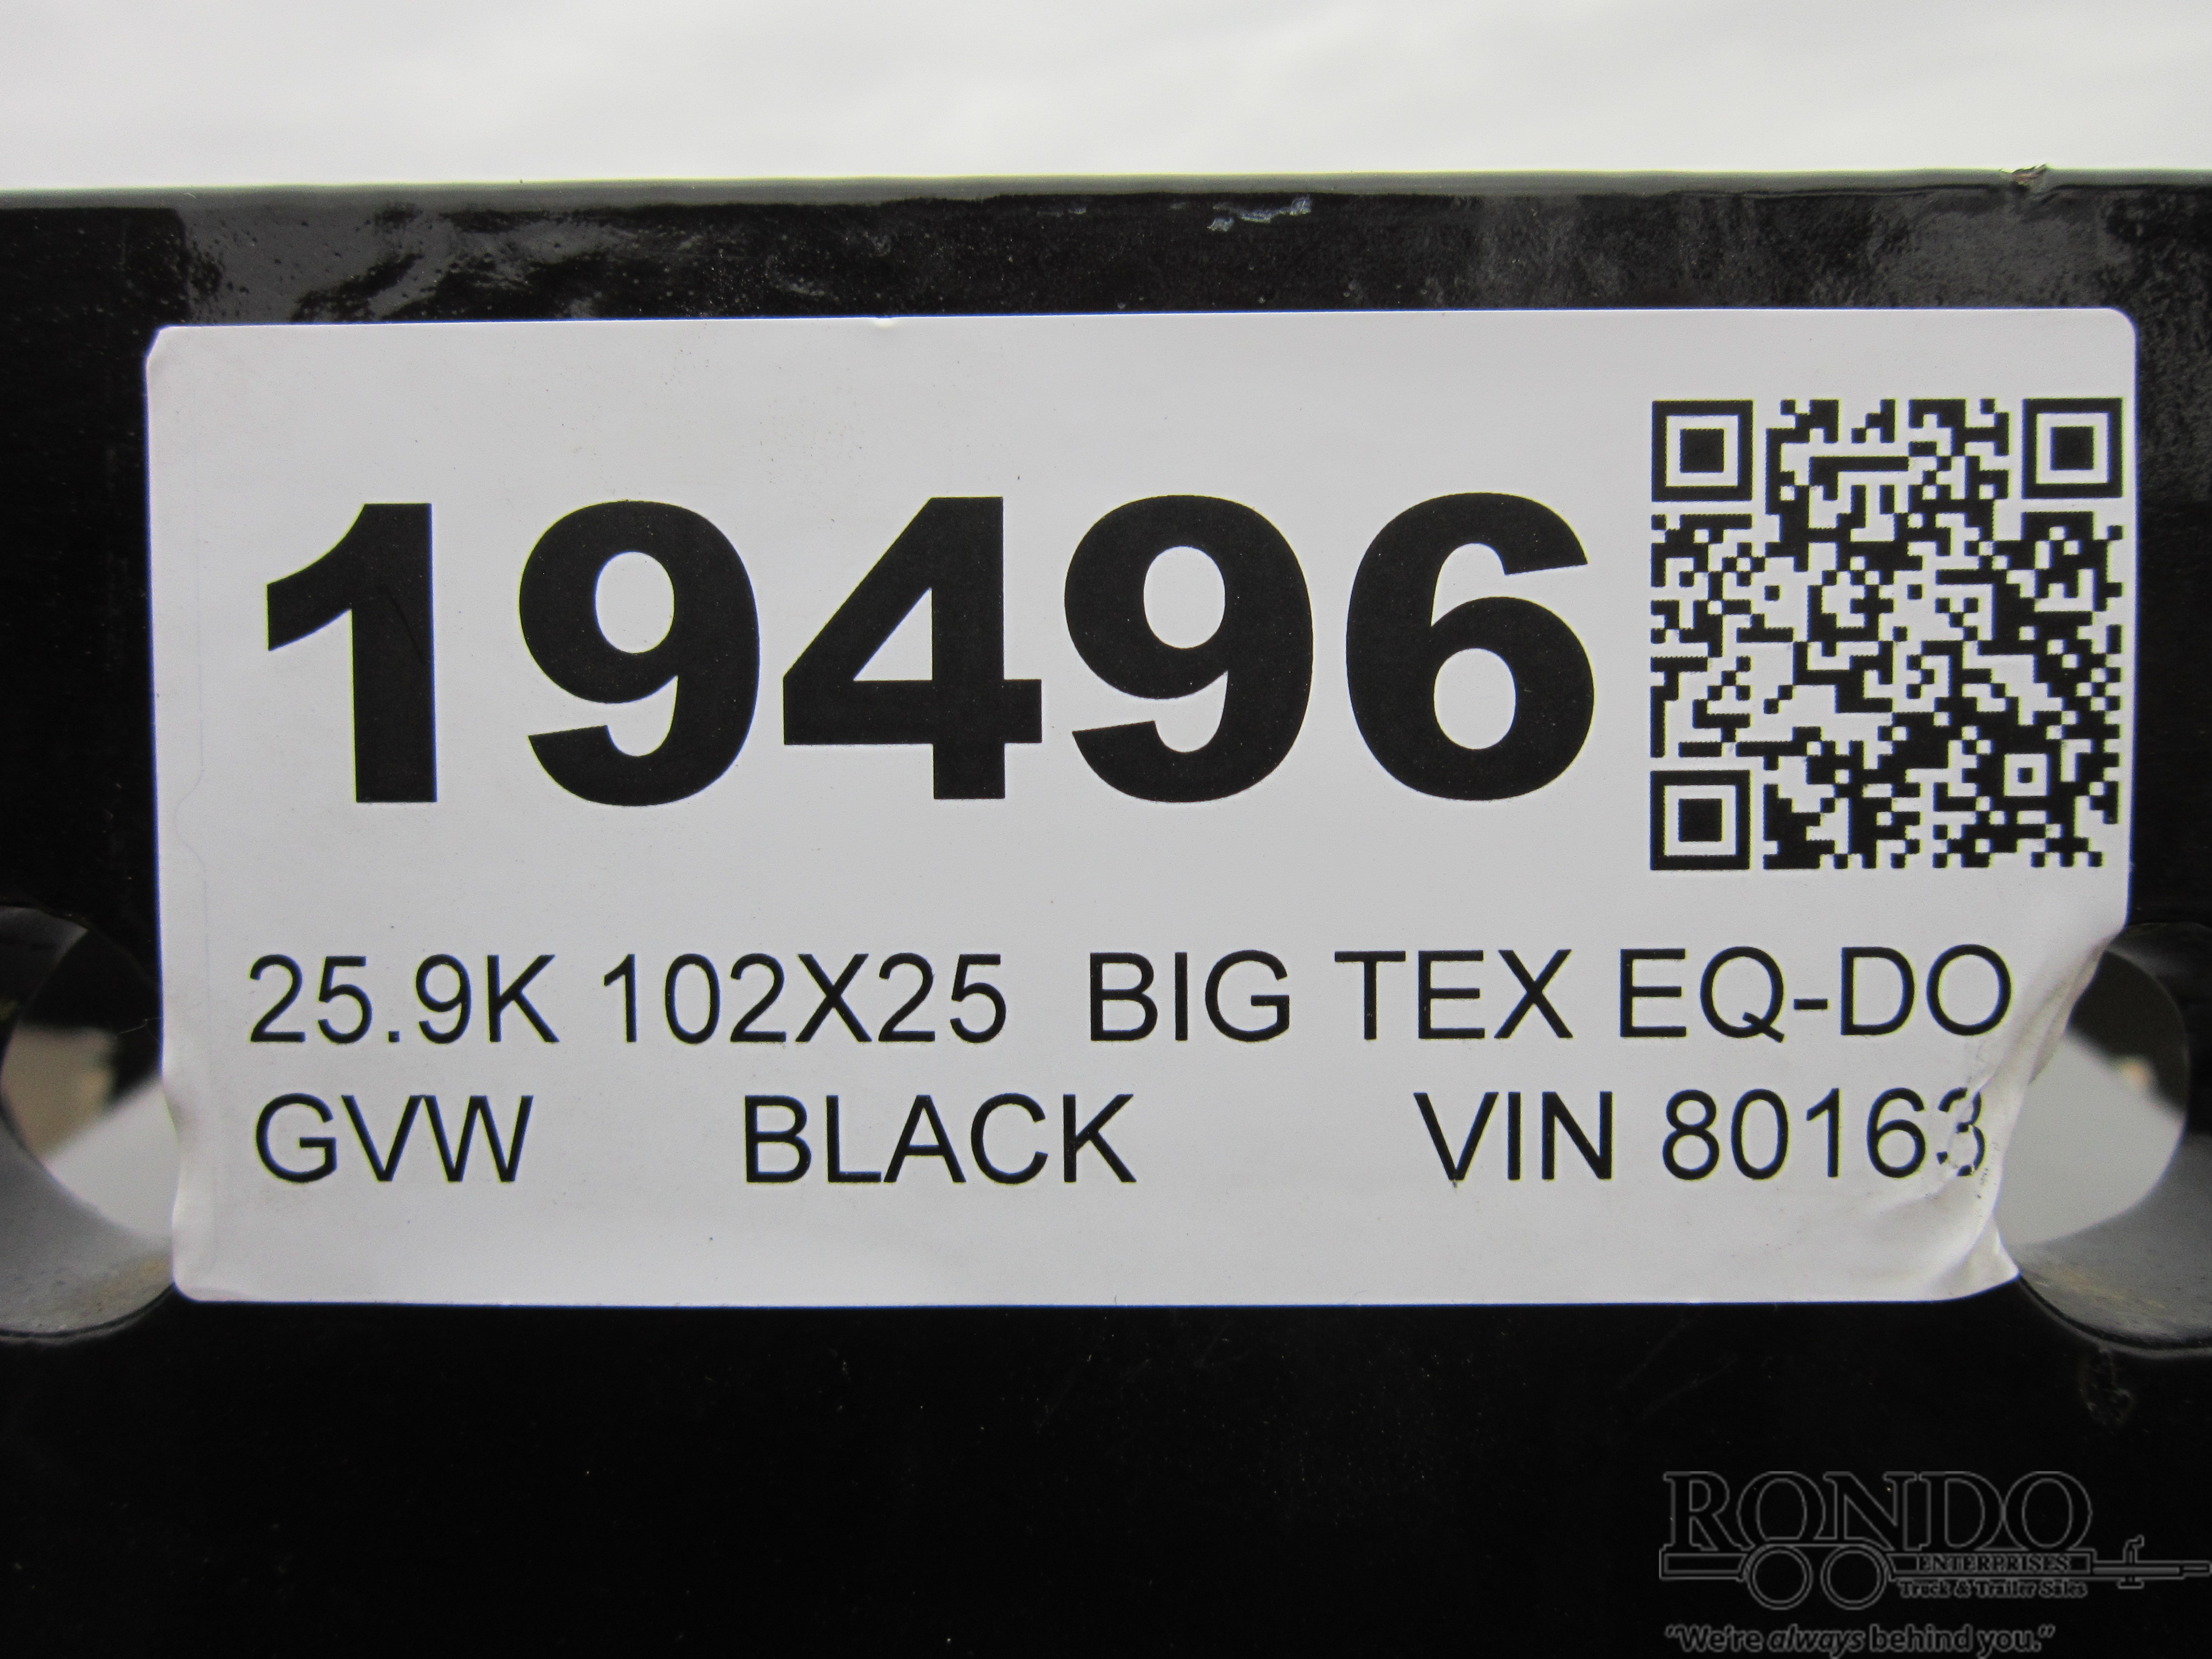 19496
25.9K 102X25 BIG TEX EQ-DO
GVW BLACK VIN 80163
RONDO
ENTERPRISES
Truck & Trailer Sales
"We're always behind you."